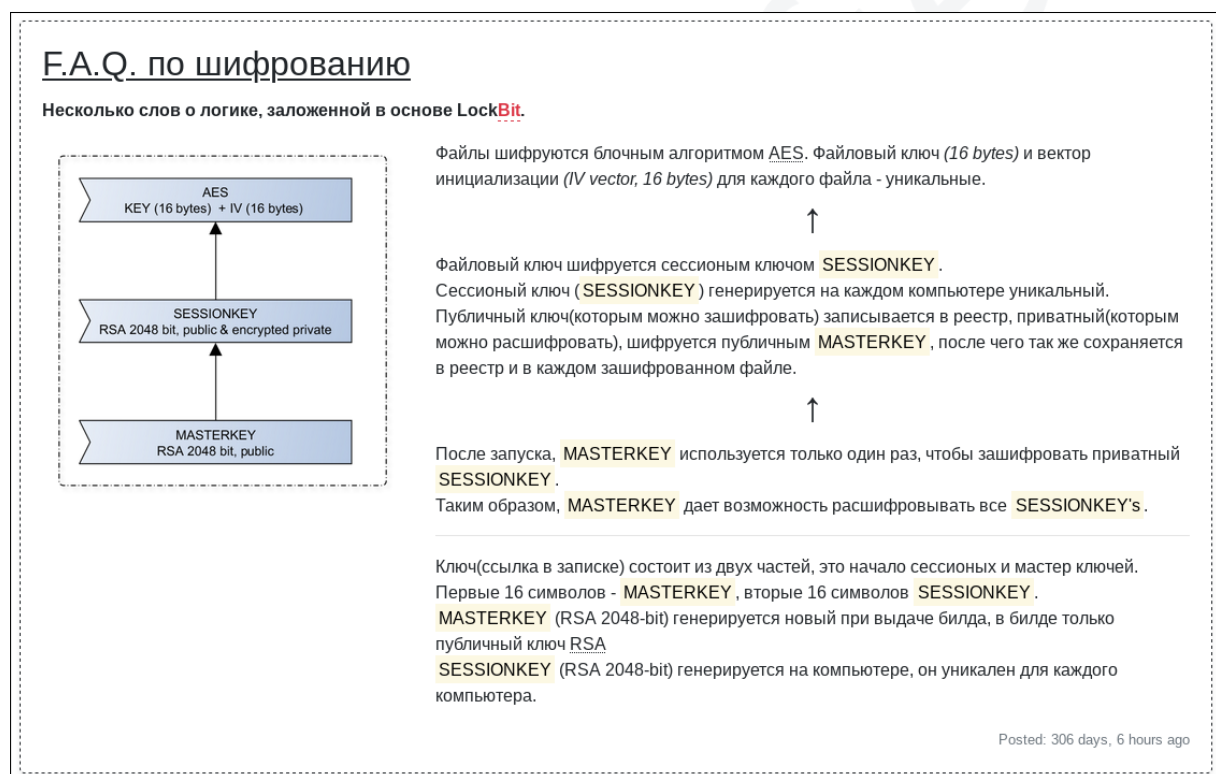 F.A.Q. по шифрованию
Несколько слов о логике, заложенной в основе LockBit.
AES
KEY (16 bytes) + IV (16 bytes)
SESSIONKEY
RSA 2048 bit, public & encrypted private
MASTERKEY
RSA 2048 bit, public
Файлы шифруются блочным алгоритмом AES. Файловый ключ (16 bytes) и вектор
инициализации (IV vector, 16 bytes) для каждого файла - уникальные.
↑
Файловый ключ шифруется сессионым ключом SESSIONKEY.
Сессионый ключ (SESSIONKEY) генерируется на каждом компьютере уникальный.
Публичный ключ(которым можно зашифровать) записывается в реестр, приватный(которым
можно расшифровать), шифруется публичным MASTERKEY, после чего так же сохраняется
в реестр и в каждом зашифрованном файле.
↑
После запуска, MASTERKEY используется только один раз, чтобы зашифровать приватный
SESSIONKEY.
Таким образом, MASTERKEY дает возможность расшифровывать все SESSIONKEY's.
Ключ(ссылка в записке) состоит из двух частей, это начало сессионых и мастер ключей.
Первые 16 символов - MASTERKEY, вторые 16 символов SESSIONKEY.
MASTERKEY (RSA 2048-bit) генерируется новый при выдаче билда, в билде только
публичный ключ RSA
SESSIONKEY (RSA 2048-bit) генерируется на компьютере, он уникален для каждого
компьютера.
Posted: 306 days, 6 hours ago